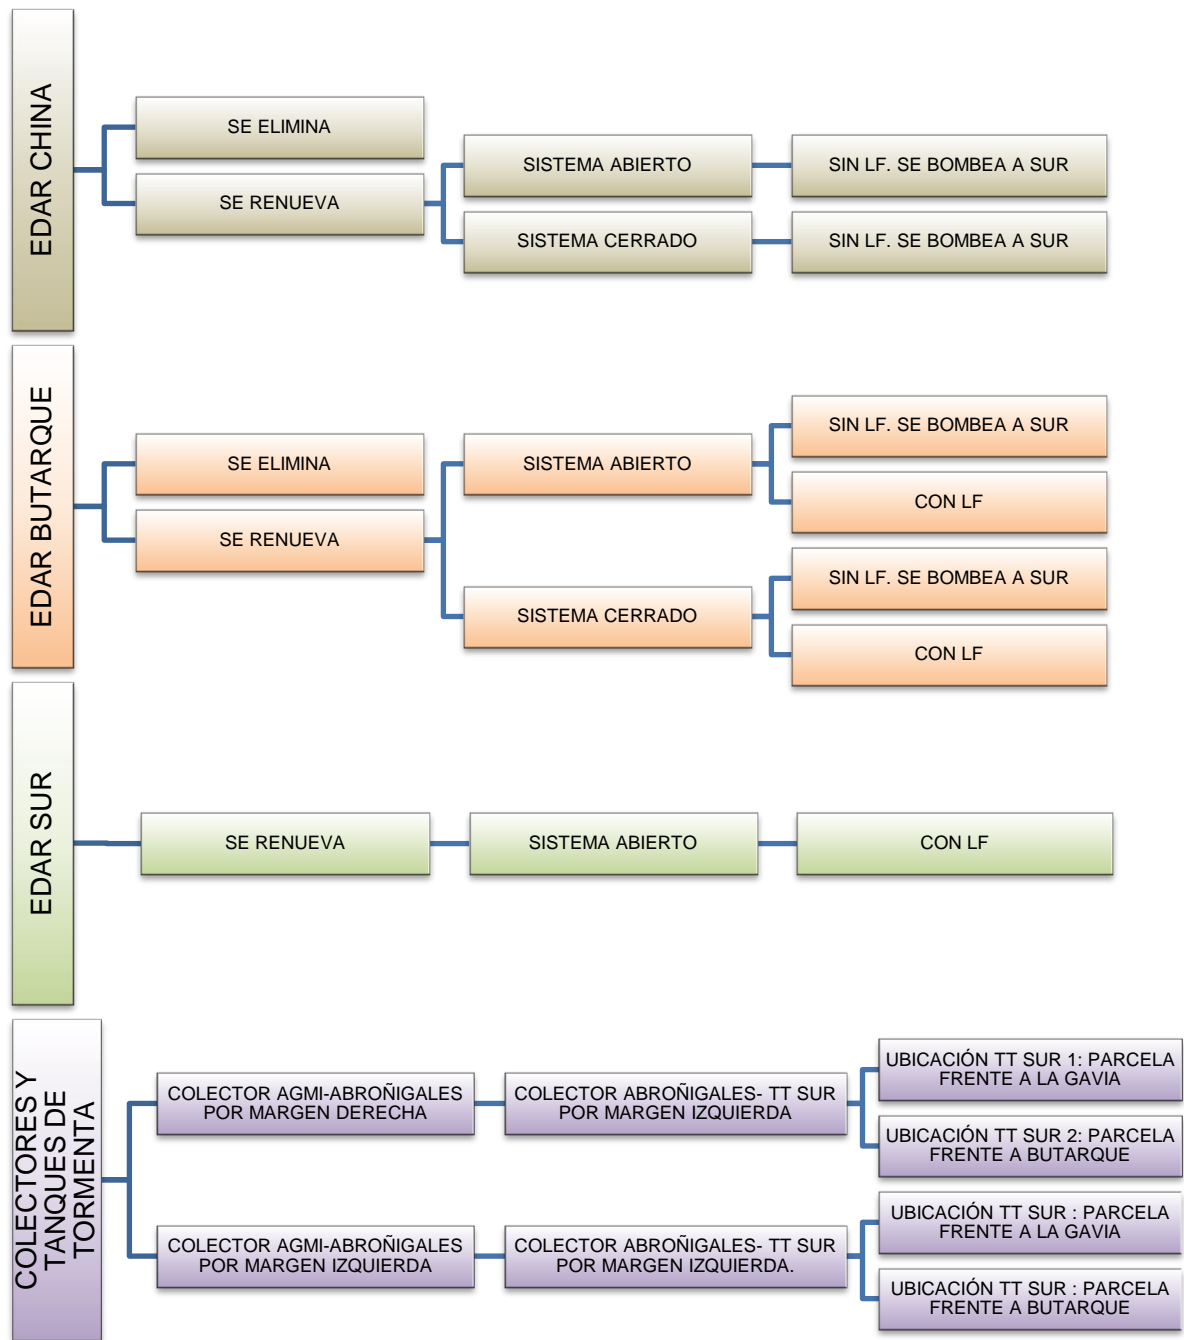 EDAR CHINA
SE ELIMINA
SE RENUEVA
SISTEMA ABIERTO
SIN LF. SE BOMBEA A SUR
SISTEMA CERRADO
SIN LF. SE BOMBEA A SUR
EDAR BUTARQUE
SE ELIMINA
SE RENUEVA
SISTEMA ABIERTO
SIN LF. SE BOMBEA A SUR
CON LF
SISTEMA CERRADO
SIN LF. SE BOMBEA A SUR
CON LF
EDAR SUR
SE RENUEVA
SISTEMA ABIERTO
CON LF
COLECTORES Y
TANQUES DE
TORMENTA
COLECTOR AGMI-ABROÑIGALES
POR MARGEN DERECHA
COLECTOR ABROÑIGALES- TT SUR
POR MARGEN IZQUIERDA
UBICACIÓN TT SUR 1: PARCELA
FRENTE A LA GAVIA
UBICACIÓN TT SUR 2: PARCELA
FRENTE A BUTARQUE
COLECTOR AGMI-ABROÑIGALES
POR MARGEN IZQUIERDA
COLECTOR ABROÑIGALES- TT SUR
POR MARGEN IZQUIERDA.
UBICACIÓN TT SUR : PARCELA
FRENTE A LA GAVIA
UBICACIÓN TT SUR : PARCELA
FRENTE A BUTARQUE